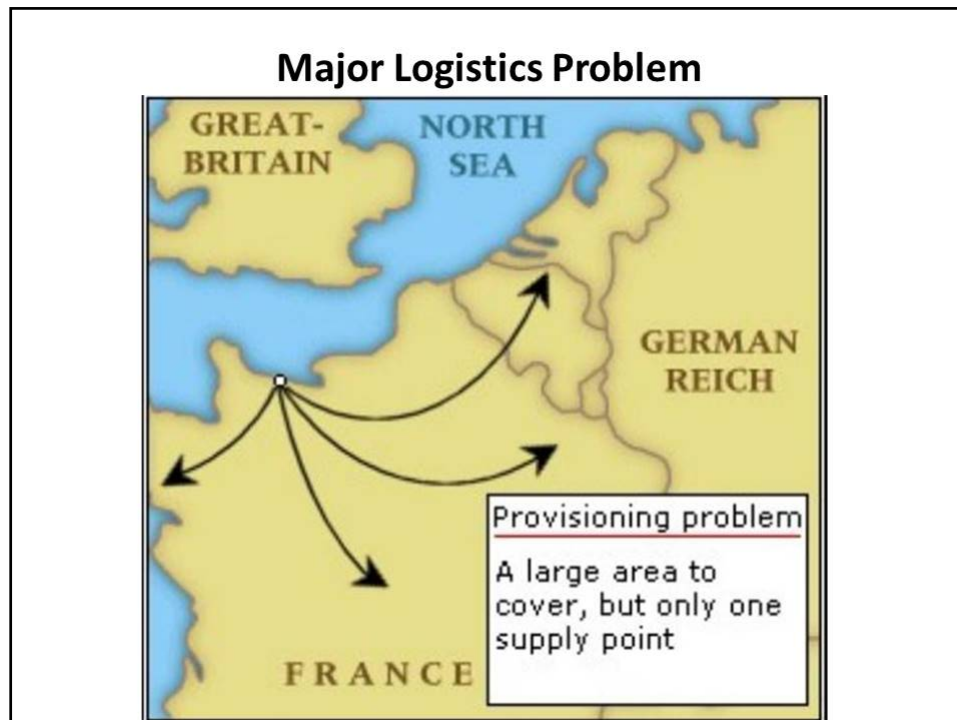 Major Logistics Problem
GREAT-
BRITAIN
NORTH
SEA
GERMAN
REICH
Provisioning problem
A large area to
cover, but only one
supply point
FRANCE